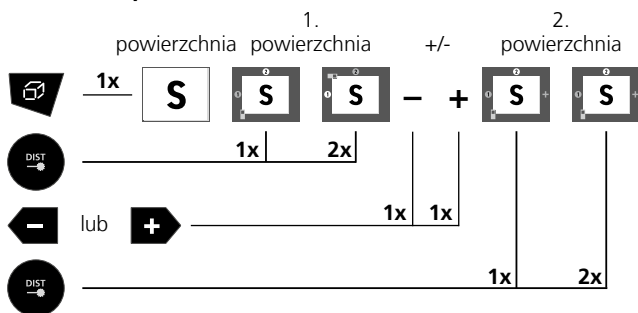 1. 2.
powierzchnia powierzchnia +/- powierzchnia
1x S S S – + S S
DIST 1x 2x
– lub + 1x 1x
DIST 1x 2x